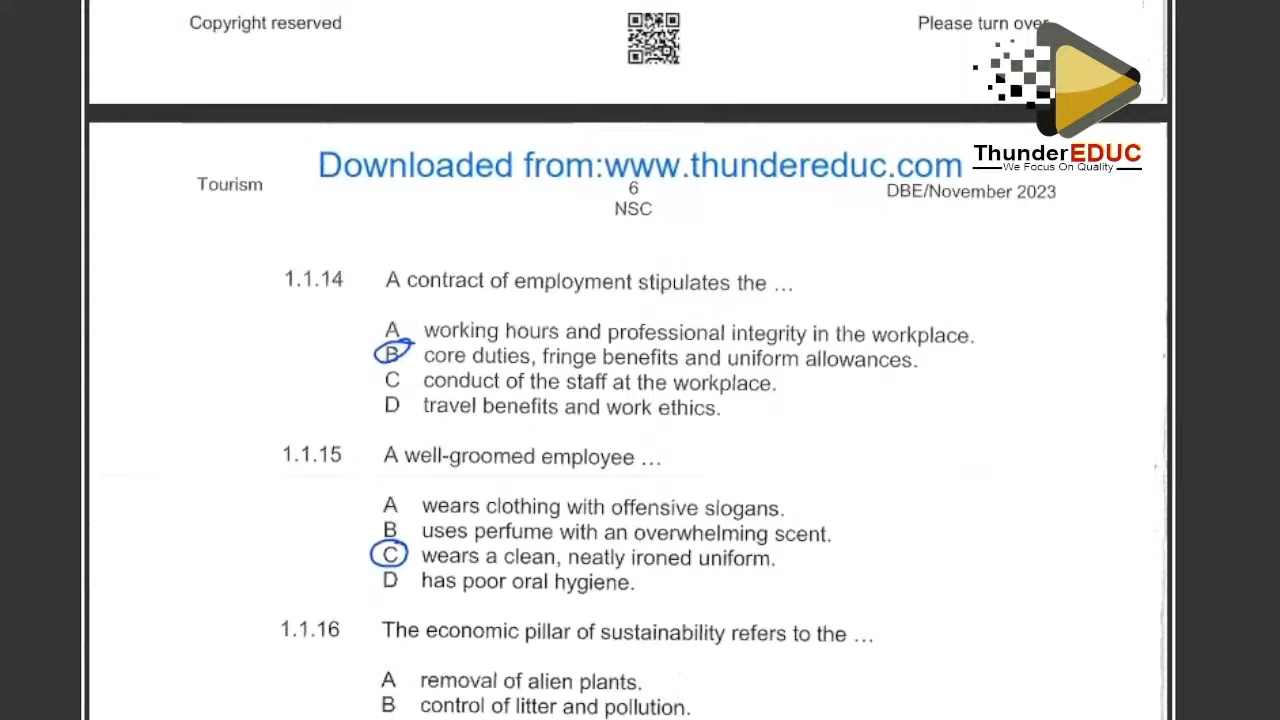 Copyright reserved
Please turn over
ThunderEDUC
We Focus On Quality
Downloaded from:www.thundereduc.com
Tourism
6
DBE/November 2023
NSC
1.1.14 A contract of employment stipulates the …
A working hours and professional integrity in the workplace.
B core duties, fringe benefits and uniform allowances.
C conduct of the staff at the workplace.
D travel benefits and work ethics.
1.1.15 A well-groomed employee …
A wears clothing with offensive slogans.
B uses perfume with an overwhelming scent.
C wears a clean, neatly ironed uniform.
D has poor oral hygiene.
1.1.16 The economic pillar of sustainability refers to the …
A removal of alien plants.
B control of litter and pollution.